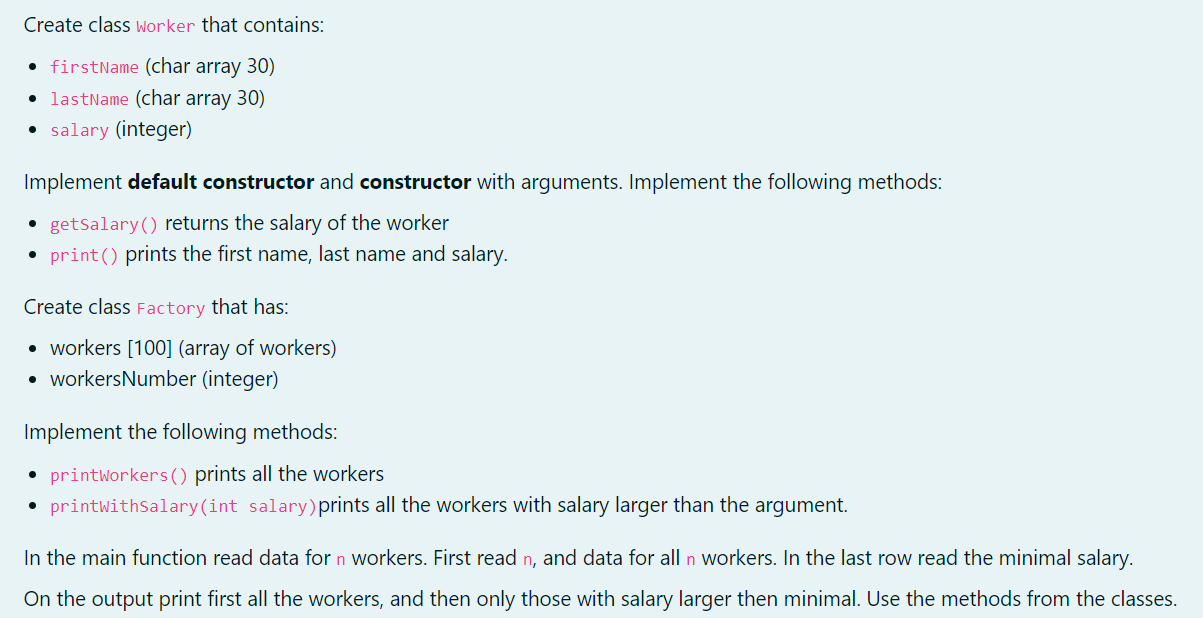 Create class Worker that contains:
• firstName (char array 30)
• lastName (char array 30)
• salary (integer)
Implement default constructor and constructor with arguments. Implement the following methods:
• getSalary() returns the salary of the worker
• print() prints the first name, last name and salary.
Create class Factory that has:
• workers [100] (array of workers)
• workersNumber (integer)
Implement the following methods:
• printWorkers() prints all the workers
• printWithSalary(int salary)prints all the workers with salary larger than the argument.
In the main function read data for n workers. First read n, and data for all n workers. In the last row read the minimal salary.
On the output print first all the workers, and then only those with salary larger then minimal. Use the methods from the classes.